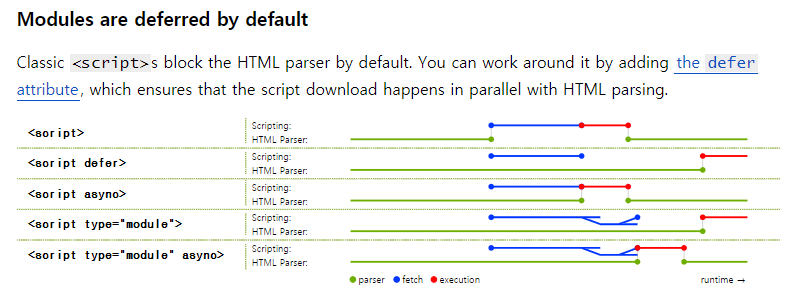 Modules are deferred by default
Classic <script>s block the HTML parser by default. You can work around it by adding the defer
attribute, which ensures that the script download happens in parallel with HTML parsing.
<script> Scripting:
HTML Parser:
<script defer> Scripting:
HTML Parser:
<script async> Scripting:
HTML Parser:
<script type="module"> Scripting:
HTML Parser:
<script type="module" async> Scripting:
HTML Parser:
parser fetch execution runtime →